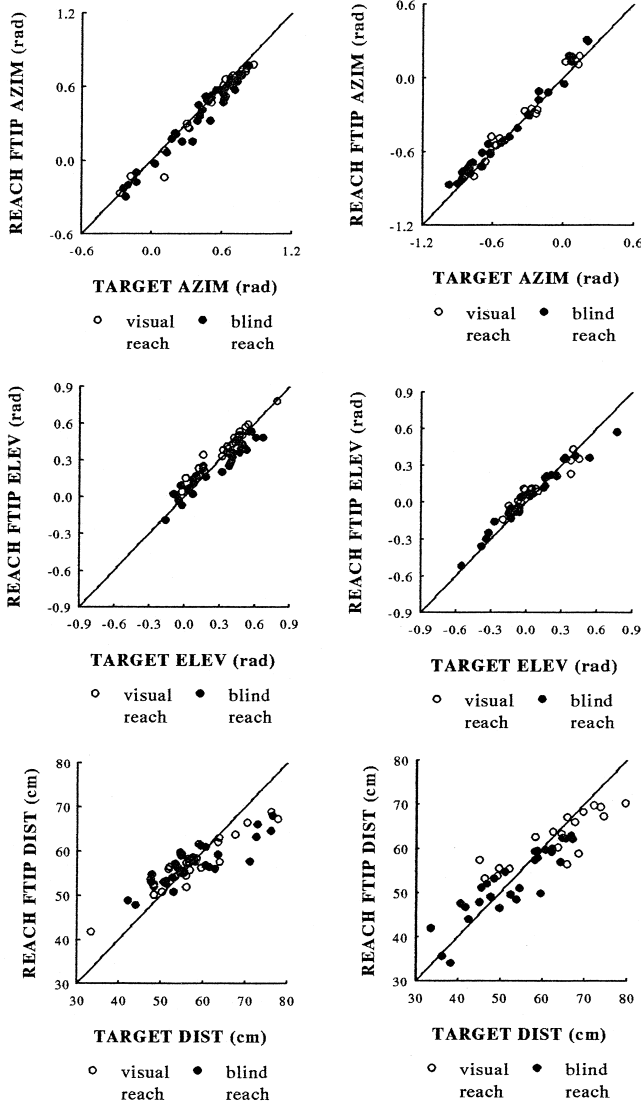 1.2
0.6
0.0
-0.6
-0.6 0.0 0.6 1.2
REACH FTIP AZIM (rad)
TARGET AZIM (rad)
visual reach
blind reach
0.6
0.0
-0.6
-1.2
-1.2 -0.6 0.0 0.6
REACH FTIP AZIM (rad)
TARGET AZIM (rad)
visual reach
blind reach
0.9
0.6
0.3
0.0
-0.3
-0.6
-0.9
-0.9 -0.6 -0.3 0.0 0.3 0.6 0.9
REACH FTIP ELEV (rad)
TARGET ELEV (rad)
visual reach
blind reach
0.9
0.6
0.3
0.0
-0.3
-0.6
-0.9
-0.9 -0.6 -0.3 0.0 0.3 0.6 0.9
REACH FTIP ELEV (rad)
TARGET ELEV (rad)
visual reach
blind reach
80
70
60
50
40
30
30 40 50 60 70 80
REACH FTIP DIST (cm)
TARGET DIST (cm)
visual reach
blind reach
80
70
60
50
40
30
30 40 50 60 70 80
REACH FTIP DIST (cm)
TARGET DIST (cm)
visual reach
blind reach